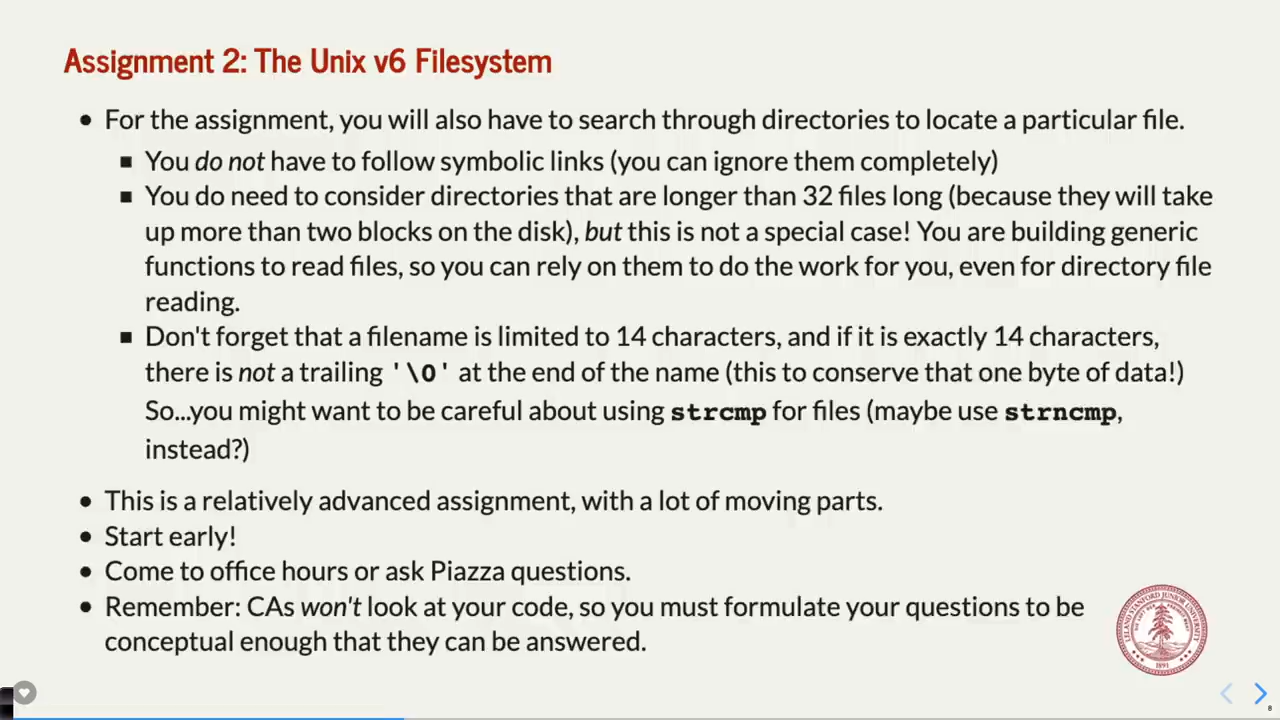 Assignment 2: The Unix v6 Filesystem
• For the assignment, you will also have to search through directories to locate a particular file.
▪ You do not have to follow symbolic links (you can ignore them completely)
▪ You do need to consider directories that are longer than 32 files long (because they will take
up more than two blocks on the disk), but this is not a special case! You are building generic
functions to read files, so you can rely on them to do the work for you, even for directory file
reading.
▪ Don't forget that a filename is limited to 14 characters, and if it is exactly 14 characters,
there is not a trailing '\0' at the end of the name (this to conserve that one byte of data!)
So...you might want to be careful about using strcmp for files (maybe use strncmp,
instead?)
• This is a relatively advanced assignment, with a lot of moving parts.
• Start early!
• Come to office hours or ask Piazza questions.
• Remember: CAs won't look at your code, so you must formulate your questions to be
conceptual enough that they can be answered.
LELAND STANFORD JUNIOR UNIVERSITY
1891
8